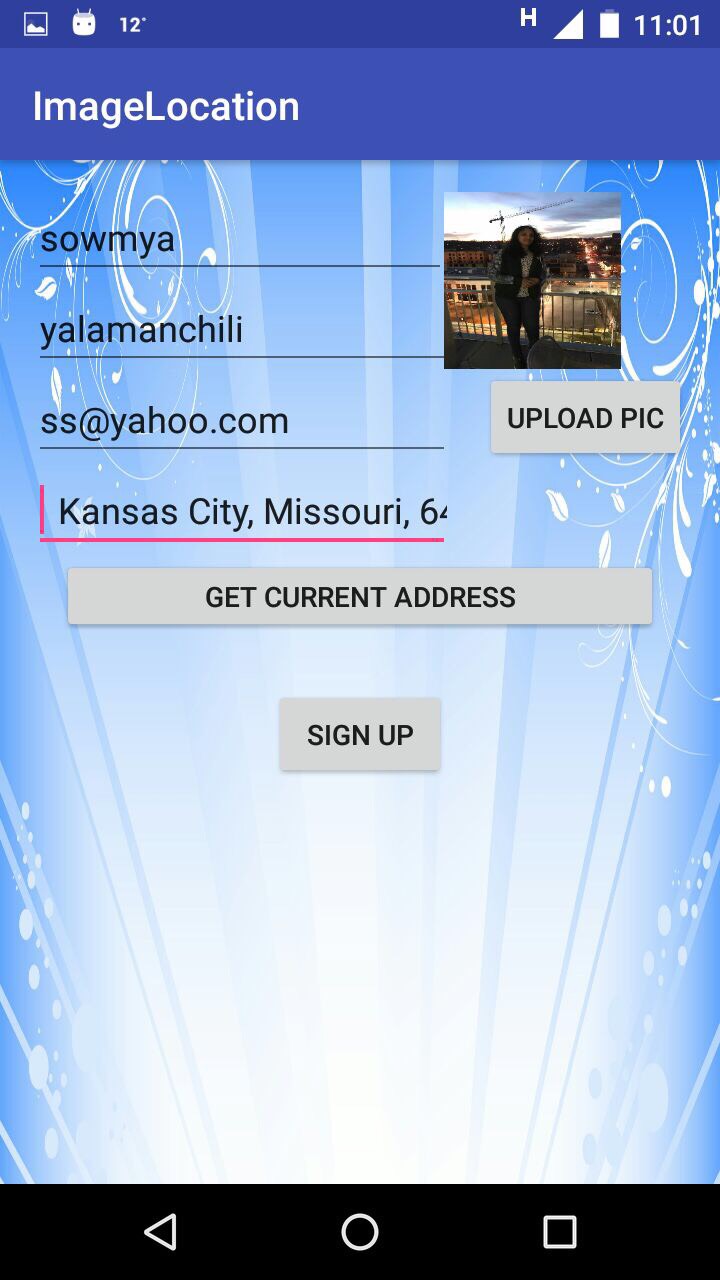 12°
H
11:01
ImageLocation
sowmya
yalamanchili
ss@yahoo.com
UPLOAD PIC
Kansas City, Missouri, 64
GET CURRENT ADDRESS
SIGN UP